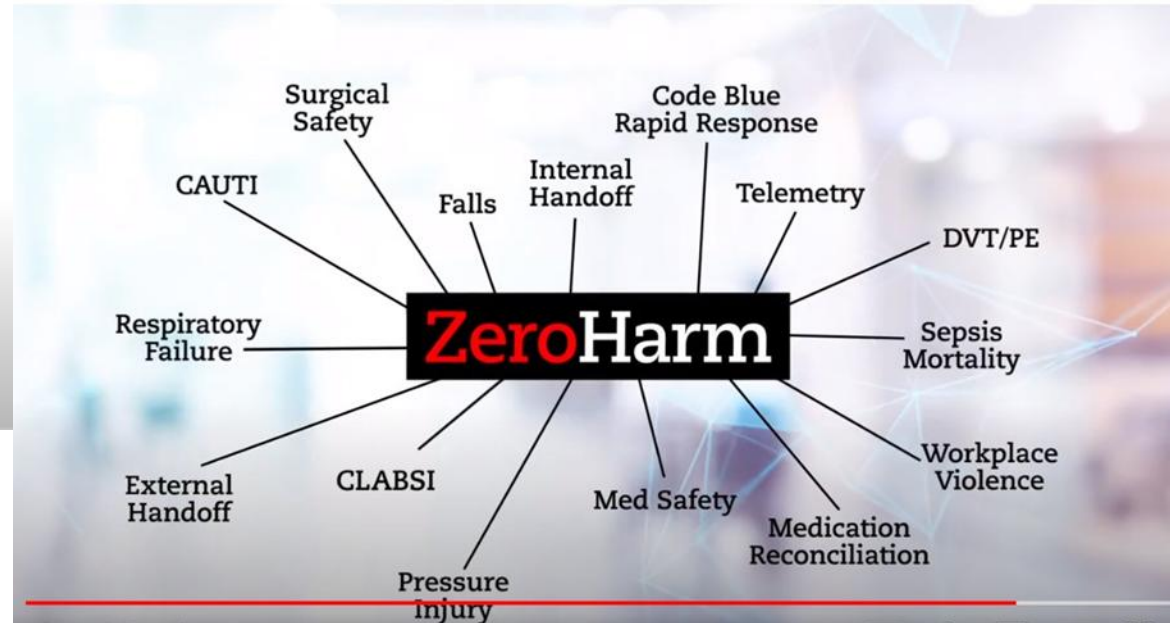 Surgical
Safety
Code Blue
Rapid Response
CAUTI
Falls
Internal
Handoff
Telemetry
DVT/PE
Respiratory
Failure
ZeroHarm
Sepsis
Mortality
External
Handoff
CLABSI
Med Safety
Workplace
Violence
Medication
Reconciliation
Pressure
Injury